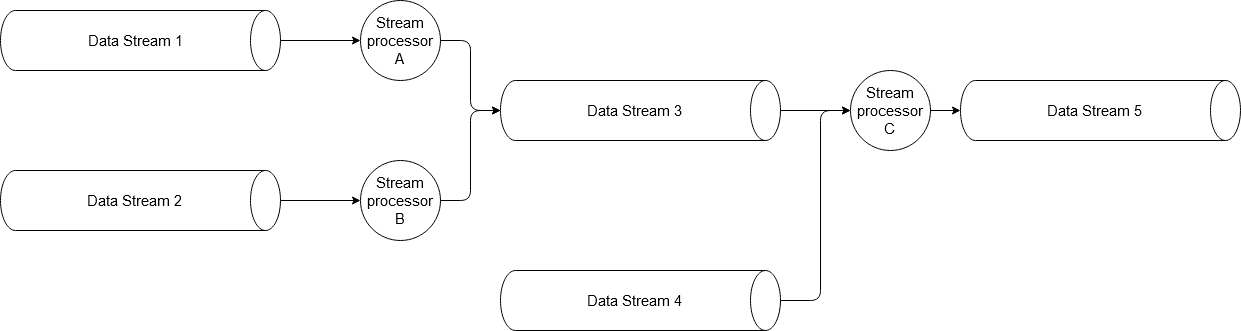 Data Stream 1
Stream
processor
A
Data Stream 2
Stream
processor
B
Data Stream 3
Stream
processor
C
Data Stream 5
Data Stream 4